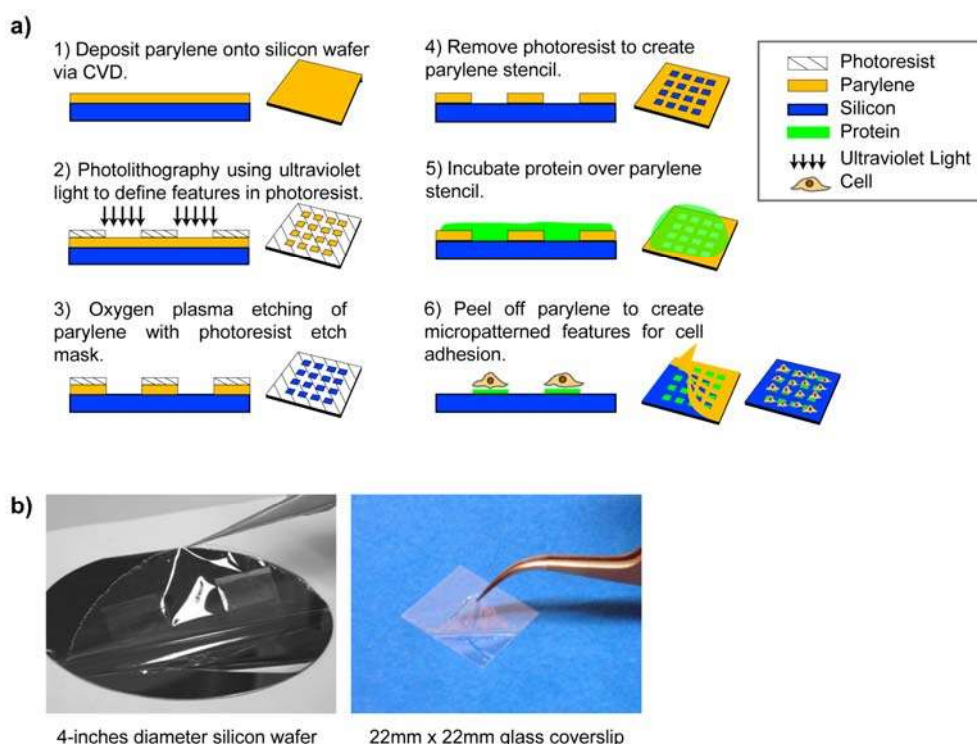 a)
1) Deposit parylene onto silicon wafer
via CVD.
2) Photolithography using ultraviolet
light to define features in photoresist.
3) Oxygen plasma etching of
parylene with photoresist etch
mask.
4) Remove photoresist to create
parylene stencil.
5) Incubate protein over parylene
stencil.
6) Peel off parylene to create
micropatterned features for cell
adhesion.
Photoresist
Parylene
Silicon
Protein
Ultraviolet Light
Cell
b)
4-inches diameter silicon wafer
22mm x 22mm glass coverslip